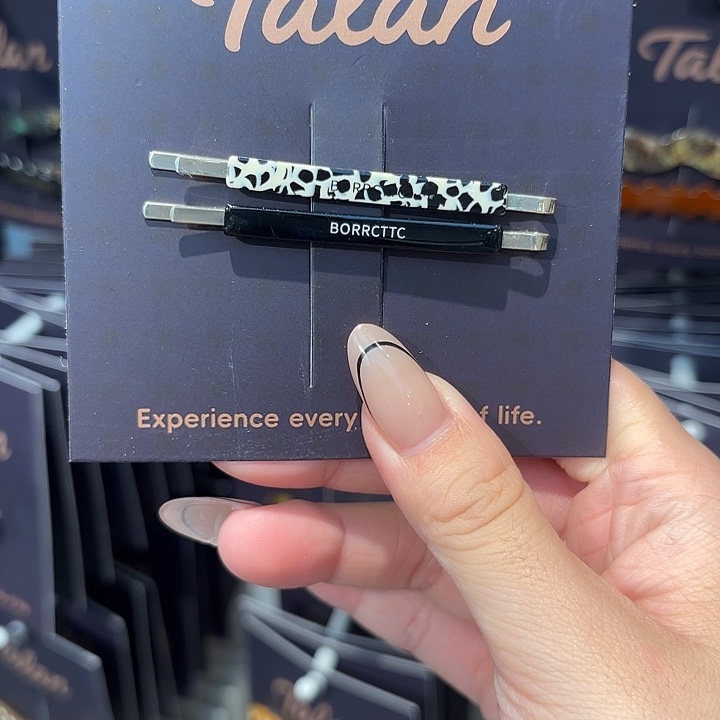 Talan
BORRCTTC
Experience every f life.